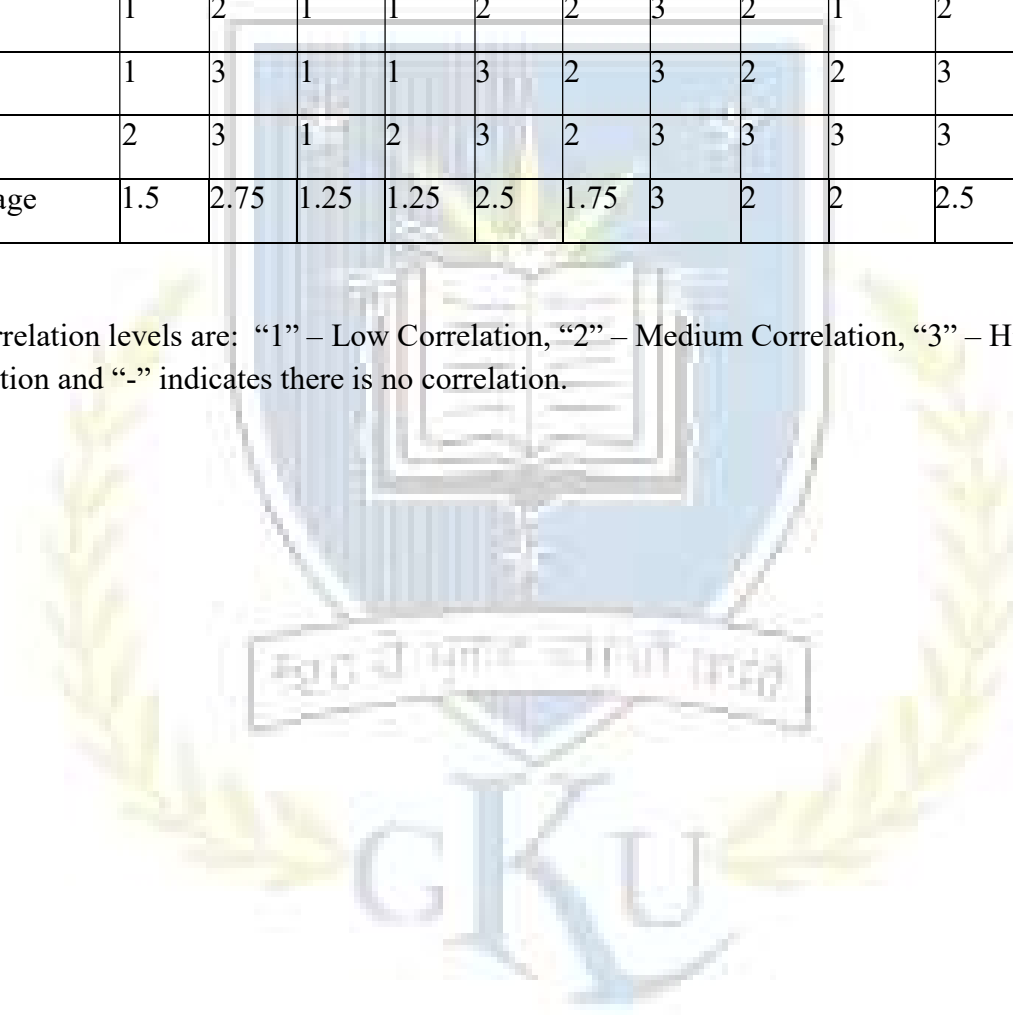 1 2 1 1 2 2 3 2 1 2
1 3 1 1 3 2 3 2 2 3
2 3 1 2 3 2 3 3 3 3
age 1.5 2.75 1.25 1.25 2.5 1.75 3 2 2 2.5
rrelation levels are: “1” – Low Correlation, “2” – Medium Correlation, “3” – H
tion and “-” indicates there is no correlation.
GKU